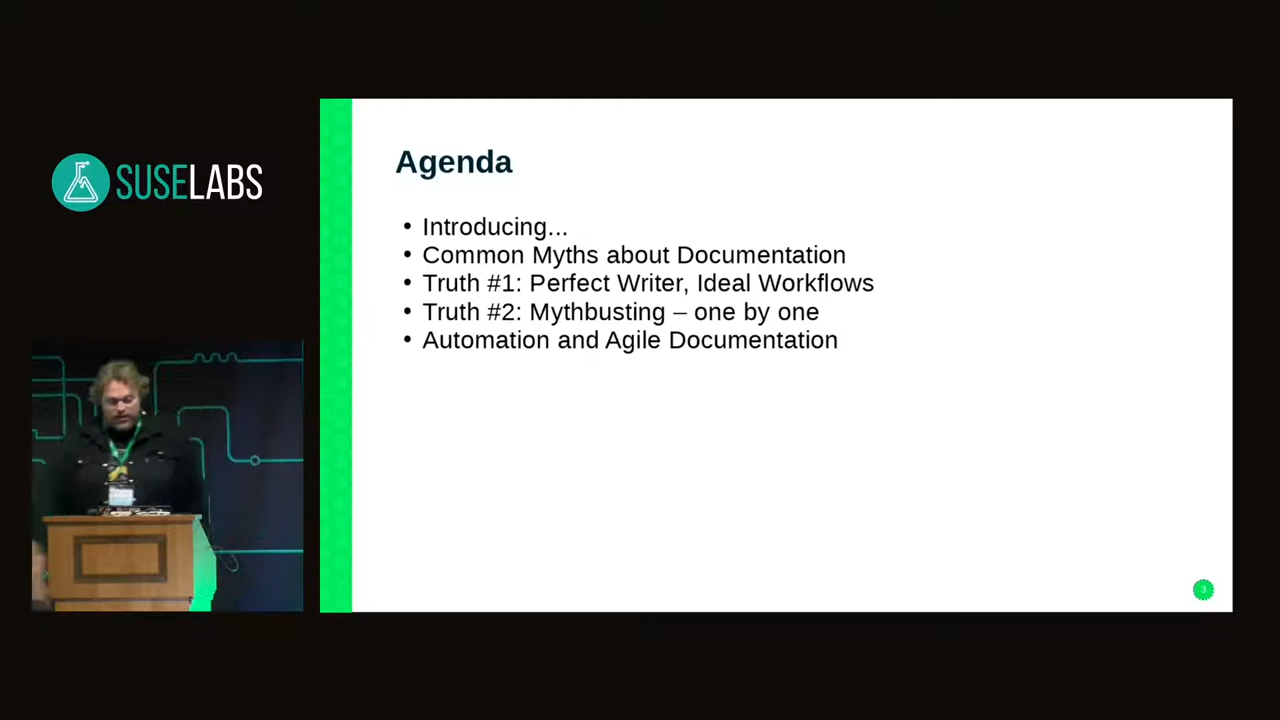 SUSELABS
Agenda
• Introducing...
• Common Myths about Documentation
• Truth #1: Perfect Writer, Ideal Workflows
• Truth #2: Mythbusting – one by one
• Automation and Agile Documentation
3